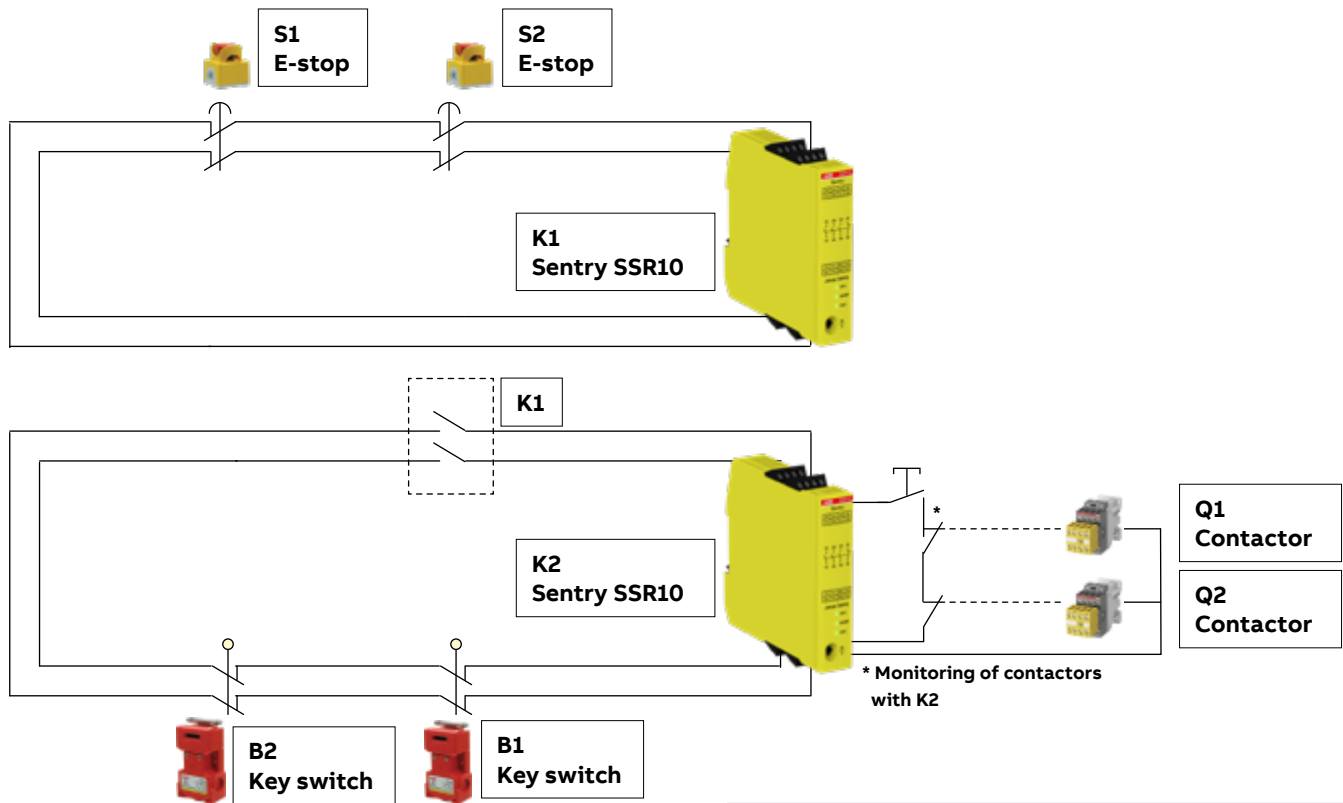 S1
E-stop
S2
E-stop
K1
Sentry SSR10
K1
K2
Sentry SSR10
*
Q1
Contactor
Q2
Contactor
* Monitoring of contactors
with K2
B2
Key switch
B1
Key switch